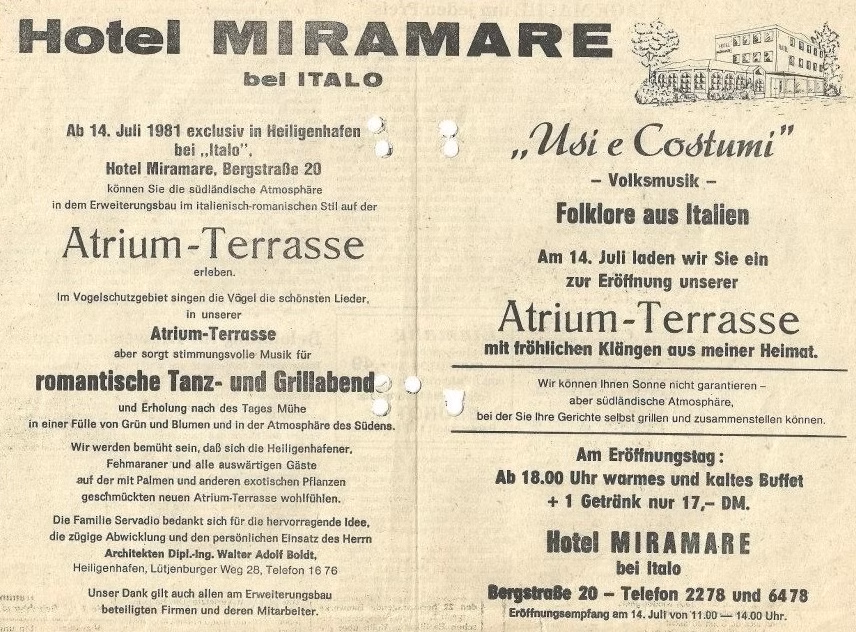 Hotel MIRAMARE
bei ITALO
Ab 14. Juli 1981 exclusiv in Heiligenhafen
bei „Italo“,
Hotel Miramare, Bergstraße 20
können Sie die südländische Atmosphäre
in dem Erweiterungsbau im italienisch-romanischen Stil auf der
Atrium-Terrasse
erleben.
Im Vogelschutzgebiet singen die Vögel die schönsten Lieder,
in unserer
Atrium-Terrasse
aber sorgt stimmungsvolle Musik für
romantische Tanz- und Grillabend
und Erholung nach des Tages Mühe
in einer Fülle von Grün und Blumen und in der Atmosphäre des Südens.
Wir werden bemüht sein, daß sich die Heiligenhafener,
Fehmaraner und alle auswärtigen Gäste
auf der mit Palmen und anderen exotischen Pflanzen
geschmückten neuen Atrium-Terrasse wohlfühlen.
Die Familie Servadio bedankt sich für die hervorragende Idee,
die zügige Abwicklung und den persönlichen Einsatz des Herrn
Architekten Dipl.-Ing. Walter Adolf Boldt,
Heiligenhafen, Lütjenburger Weg 28, Telefon 16 76
Unser Dank gilt auch allen am Erweiterungsbau
beteiligten Firmen und deren Mitarbeiter.
„Usi e Costumi”
– Volksmusik –
Folklore aus Italien
Am 14. Juli laden wir Sie ein
zur Eröffnung unserer
Atrium-Terrasse
mit fröhlichen Klängen aus meiner Heimat.
Wir können Ihnen Sonne nicht garantieren –
aber südländische Atmosphäre,
bei der Sie Ihre Gerichte selbst grillen und zusammenstellen können.
Am Eröffnungstag:
Ab 18.00 Uhr warmes und kaltes Buffet
+ 1 Getränk nur 17,– DM.
Hotel MIRAMARE
bei Italo
Bergstraße 20 – Telefon 22 78 und 64 78
Eröffnungsempfang am 14. Juli von 11.00 — 14.00 Uhr.